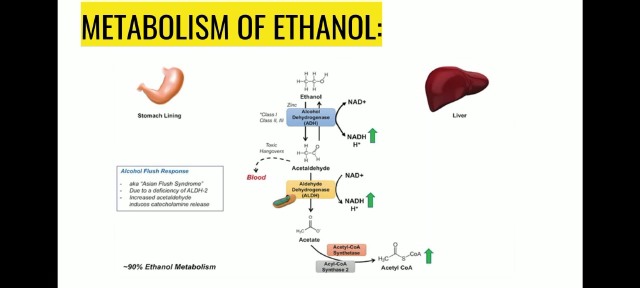 METABOLISM OF ETHANOL:
Stomach Lining
Liver
H H H
H C C O
H H
Ethanol
Zinc
*Class I
Class II, III
Alcohol
Dehydrogenase
(ADH)
NAD+
NADH
H+
Toxic
Hangovers
Blood
Acetaldehyde
Alcohol Flush Response
- aka "Asian Flush Syndrome"
- Due to a deficiency of ALDH-2
- Increased acetaldehyde
induces catecholamine release
Aldehyde
Dehydrogenase
(ALDH)
NAD+
NADH
H+
Acetate
Acetyl-CoA
Synthetase
Acyl-CoA
Synthase 2
O
H₃C S CoA
Acetyl CoA
~90% Ethanol Metabolism